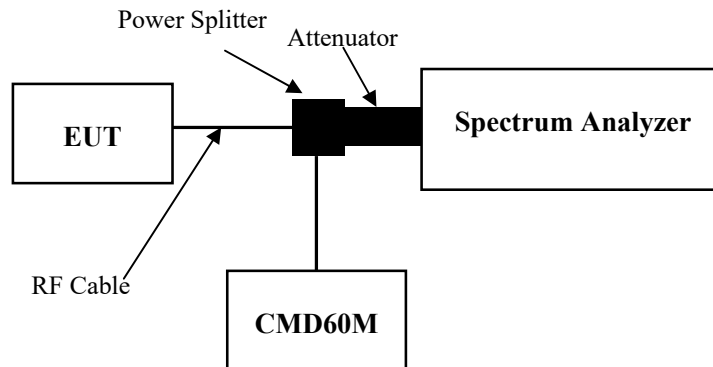 Power Splitter
Attenuator
EUT
Spectrum Analyzer
RF Cable
CMD60M